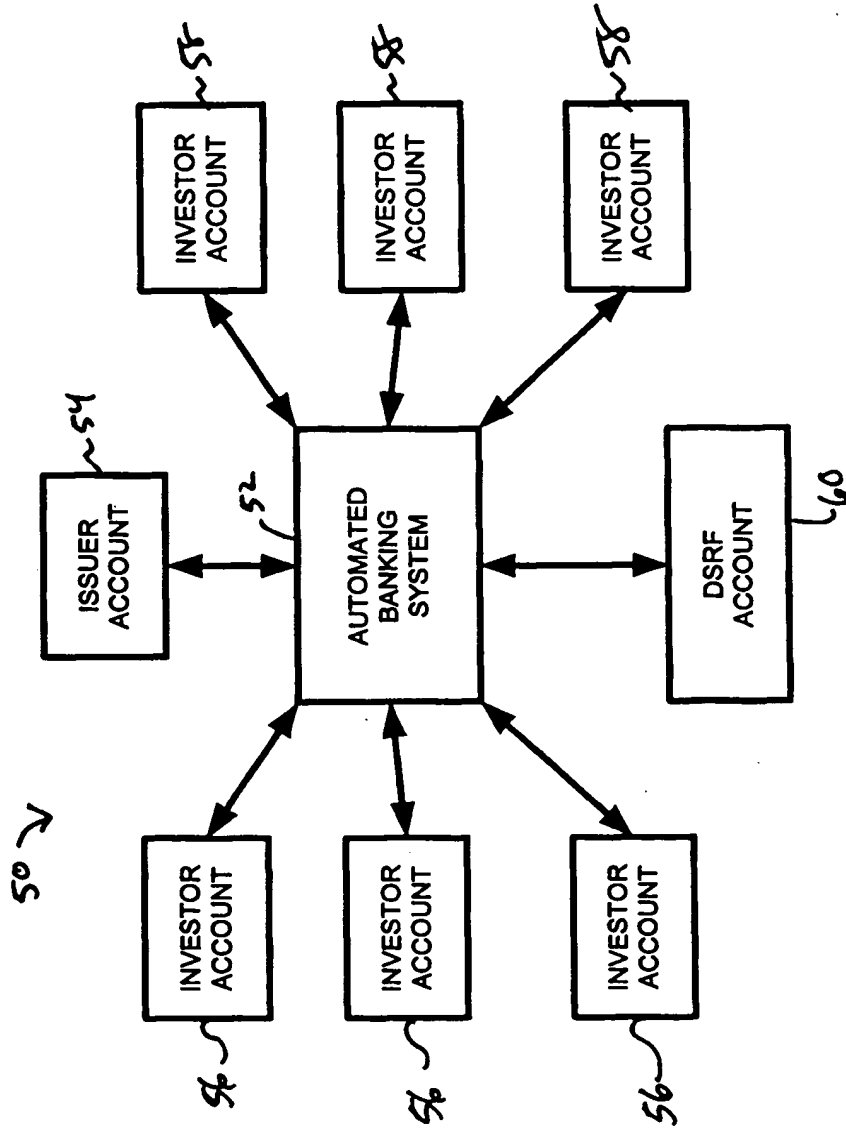 50
ISSUER
ACCOUNT
54
INVESTOR
ACCOUNT
56
INVESTOR
ACCOUNT
56
INVESTOR
ACCOUNT
56
AUTOMATED
BANKING
SYSTEM
52
INVESTOR
ACCOUNT
58
INVESTOR
ACCOUNT
58
INVESTOR
ACCOUNT
58
DSRF
ACCOUNT
60